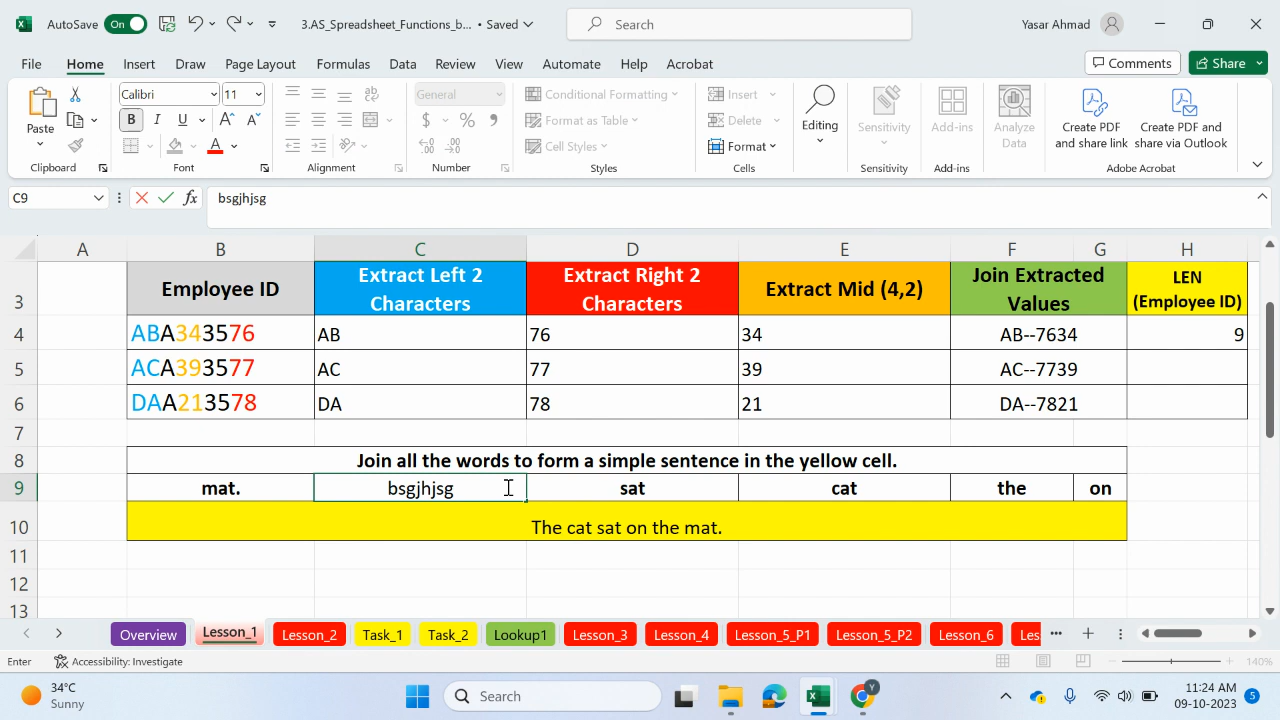 AutoSave On 3.AS_Spreadsheet_Functions_b... • Saved Search Yasar Ahmad
File Home Insert Draw Page Layout Formulas Data Review View Automate Help Acrobat Comments Share
Calibri 11 General Conditional Formatting Insert
Paste B I U Format as Table Delete Editing Sensitivity Add-ins Analyze Data Create PDF and share link Create PDF and share via Outlook
Cell Styles Format
Clipboard Font Alignment Number Styles Cells Sensitivity Add-ins Adobe Acrobat
C9 fx bsgjhjsg
A B C D E F G H
3 Employee ID Extract Left 2 Characters Extract Right 2 Characters Extract Mid (4,2) Join Extracted Values LEN (Employee ID)
4 ABA343576 AB 76 34 AB--7634 9
5 ACA393577 AC 77 39 AC--7739
6 DAA213578 DA 78 21 DA--7821
7
8 Join all the words to form a simple sentence in the yellow cell.
9 mat. bsgjhjsg sat cat the on
10 The cat sat on the mat.
11
12
13
Overview Lesson_1 Lesson_2 Task_1 Task_2 Lookup1 Lesson_3 Lesson_4 Lesson_5_P1 Lesson_5_P2 Lesson_6 Les ...
Enter Accessibility: Investigate 140%
34°C
Sunny
Search
11:24 AM
09-10-2023
5